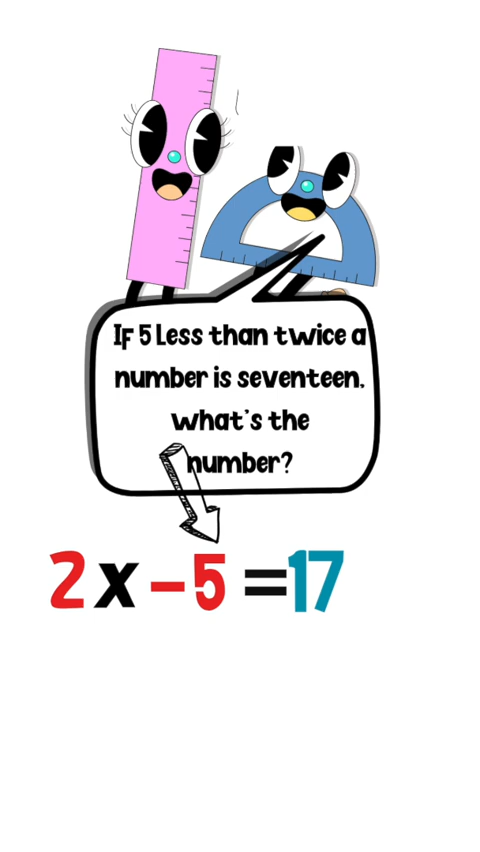 If 5 Less than twice a
number is seventeen.
what's the
number?
2x-5=17